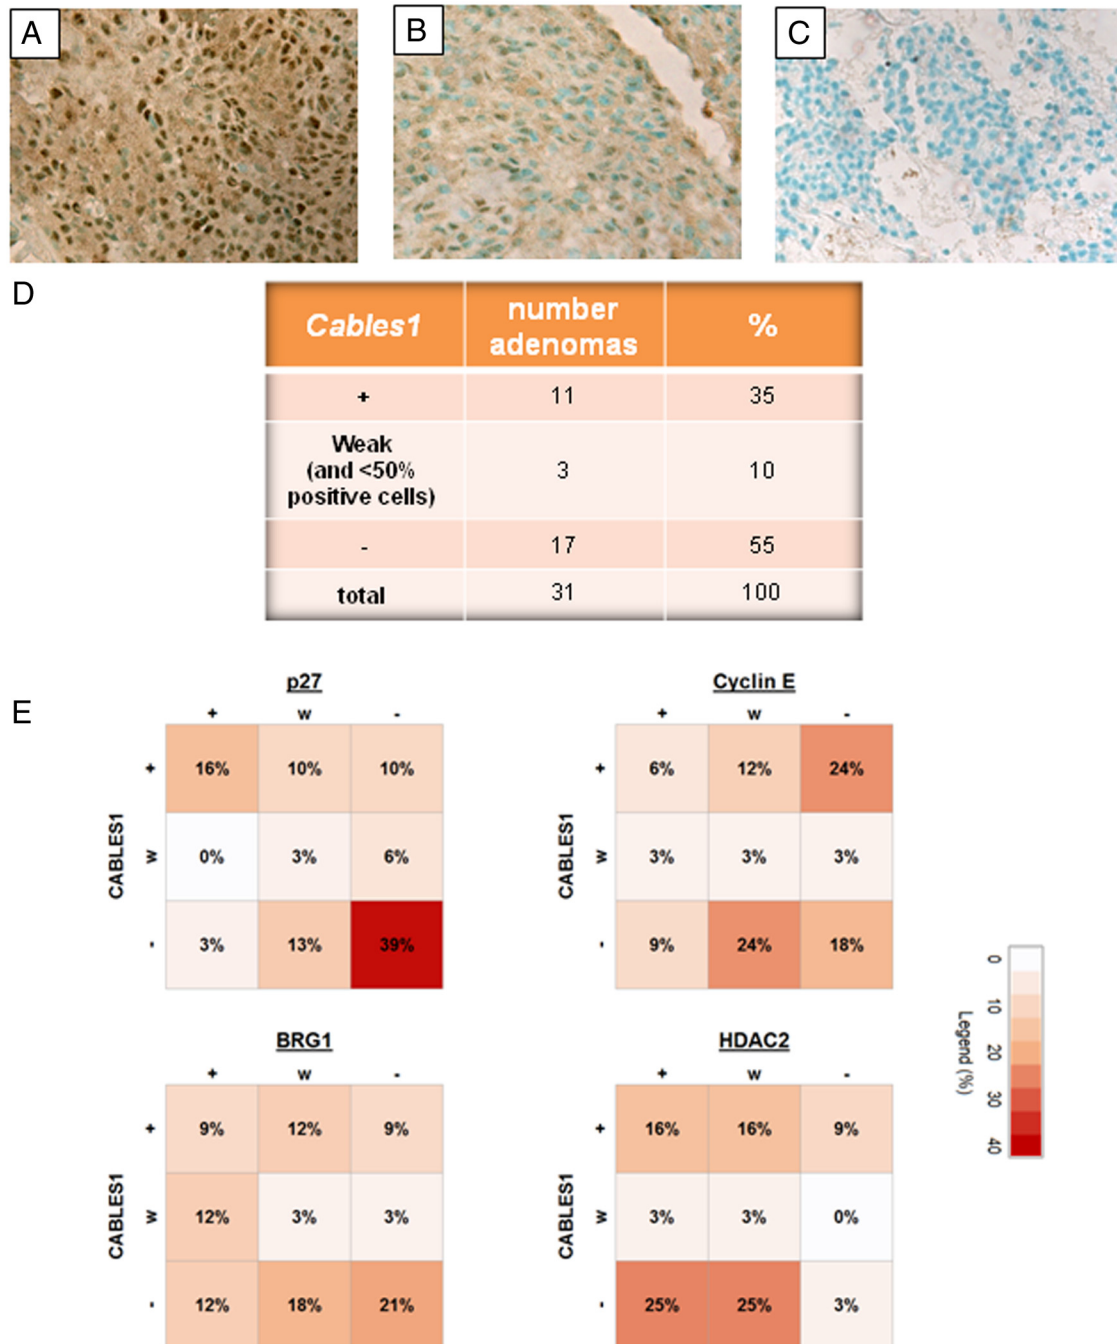 A
B
C
D
Cables1
number
adenomas
%
+
11
35
Weak
(and <50%
positive cells)
3
10
-
17
55
total
31
100
E
p27
+ w -
CABLES1
+ 16% 10% 10%
w 0% 3% 6%
- 3% 13% 39%
Cyclin E
+ w -
CABLES1
+ 6% 12% 24%
w 3% 3% 3%
- 9% 24% 18%
BRG1
+ w -
CABLES1
+ 9% 12% 9%
w 12% 3% 3%
- 12% 18% 21%
HDAC2
+ w -
CABLES1
+ 16% 16% 9%
w 3% 3% 0%
- 25% 25% 3%
0
10
20
30
40
Legend (%)